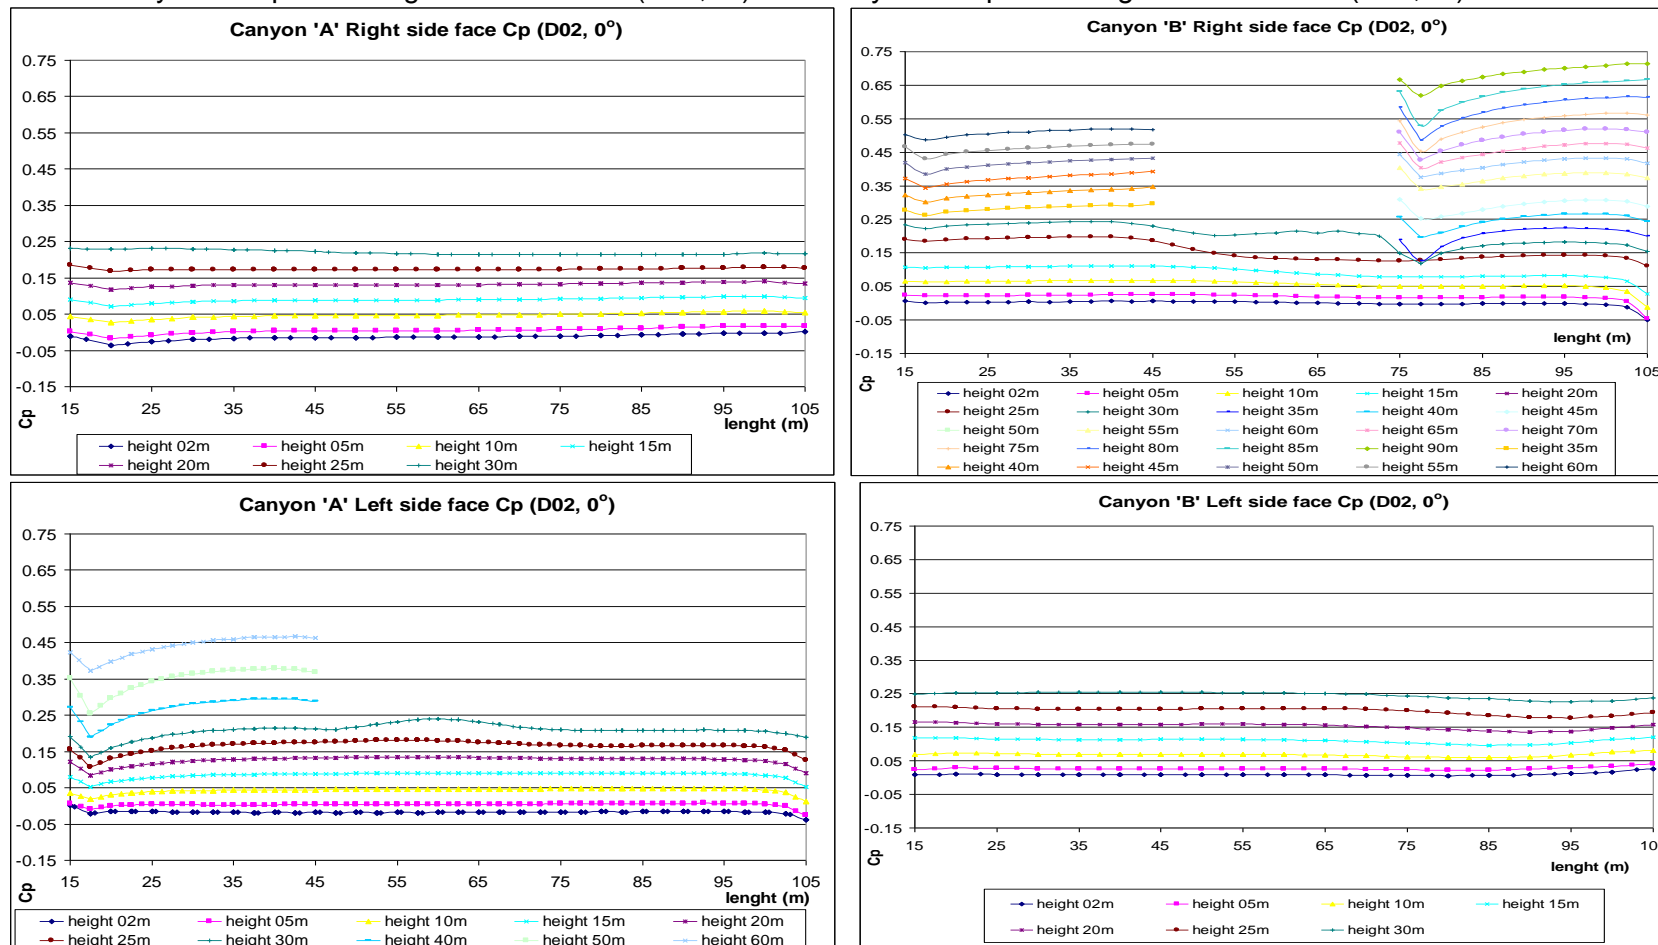 Canyon 'A' Right side face Cp (D02, 0°)
0.75
0.65
0.55
0.45
0.35
0.25
0.15
0.05
-0.05
-0.15
15 25 35 45 55 65 75 85 95 105
Cp
lenght (m)
height 02m height 05m height 10m height 15m
height 20m height 25m height 30m
Canyon 'B' Right side face Cp (D02, 0°)
0.75
0.65
0.55
0.45
0.35
0.25
0.15
0.05
-0.05
-0.15
lenght (m)
15 25 35 45 55 65 75 85 95 105
Cp
height 02m height 05m height 10m height 15m height 20m
height 25m height 30m height 35m height 40m height 45m
height 50m height 55m height 60m height 65m height 70m
height 75m height 80m height 85m height 90m height 35m
height 40m height 45m height 50m height 55m height 60m
Canyon 'A' Left side face Cp (D02, 0°)
0.75
0.65
0.55
0.45
0.35
0.25
0.15
0.05
-0.05
-0.15
15 25 35 45 55 65 75 85 95 105
Cp
lenght (m)
height 02m height 05m height 10m height 15m height 20m
height 25m height 30m height 40m height 50m height 60m
Canyon 'B' Left side face Cp (D02, 0°)
0.75
0.65
0.55
0.45
0.35
0.25
0.15
0.05
-0.05
-0.15
15 25 35 45 55 65 75 85 95 10
Cp
lenght (m)
height 02m height 05m height 10m height 15m
height 20m height 25m height 30m